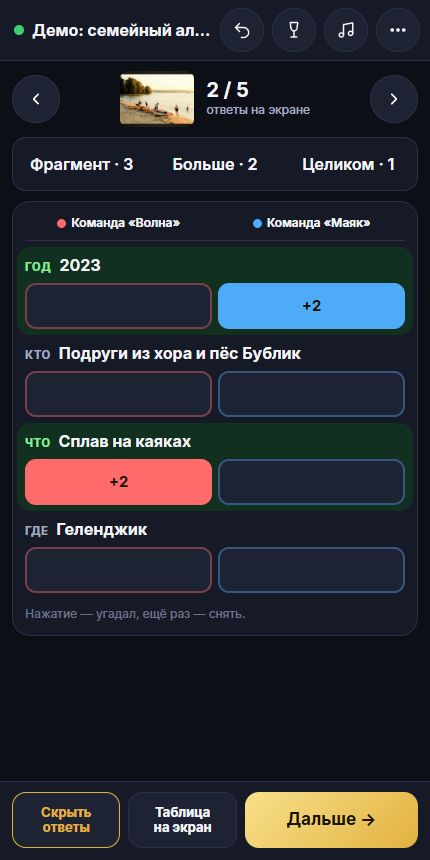 Демо: семейный ал...
2 / 5
ответы на экране
Фрагмент · 3
Больше · 2
Целиком · 1
Команда «Волна»
Команда «Маяк»
ГОД 2023
+2
КТО Подруги из хора и пёс Бублик
ЧТО Сплав на каяках
+2
ГДЕ Геленджик
Нажатие — угадал, ещё раз — снять.
Скрыть
ответы
Таблица
на экран
Дальше →